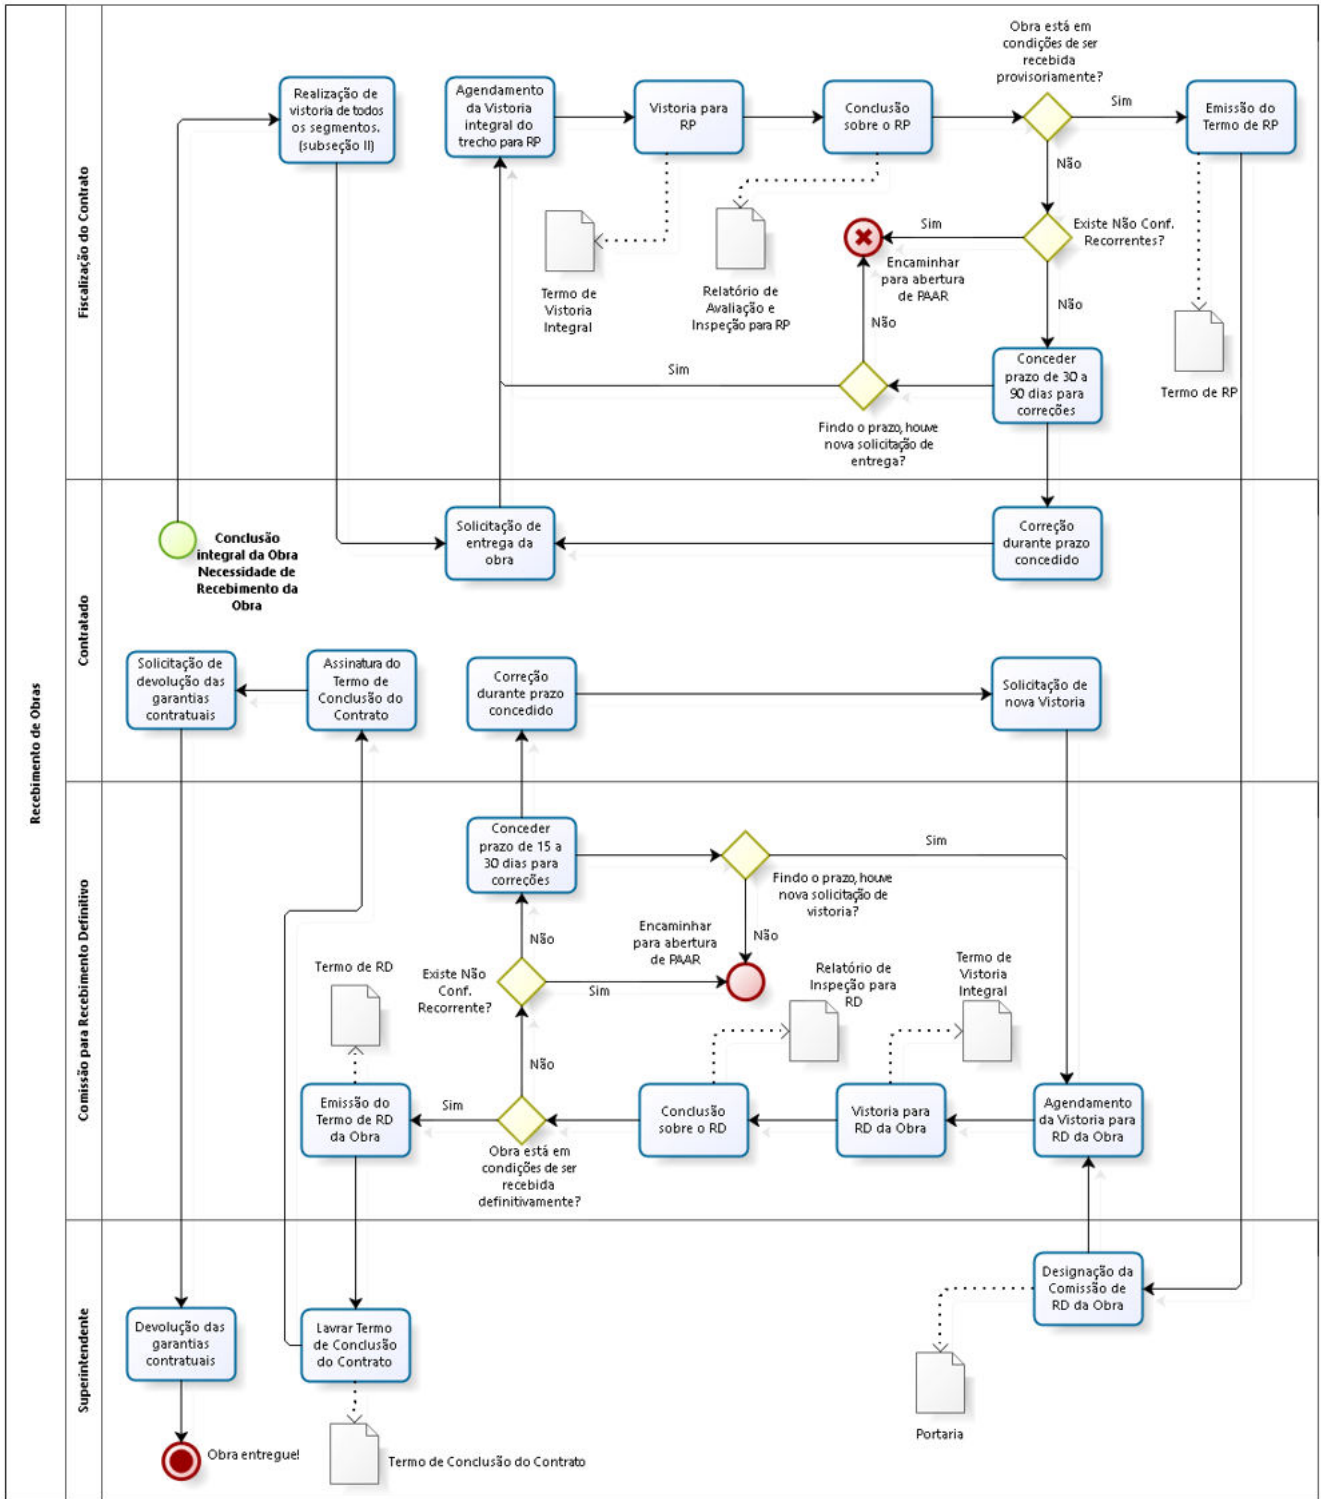 Recebimento de Obras
Fiscalização do Contrato
Obra está em
condições de ser
recebida
provisoriamente?
Realização de
vistoria de todos
os segmentos.
(subseção II)
Agendamento
da Vistoria
integral do
trecho para RP
Vistoria para
RP
Conclusão
sobre o RP
Sim
Emissão do
Termo de RP
Não
Termo de
Vistoria
Integral
Relatório de
Avaliação e
Inspeção para RP
Sim
Encaminhar
para abertura
de PAAR
Existe Não Conf.
Recorrentes?
Não
Não
Termo de RP
Sim
Conceder
prazo de 30 a
90 dias para
correções
Findo o prazo, houve
nova solicitação de
entrega?
Contratado
Conclusão
integral da Obra
Necessidade de
Recebimento da
Obra
Solicitação de
entrega da
obra
Correção
durante prazo
concedido
Solicitação de
devolução das
garantias
contratuais
Assinatura do
Termo de
Conclusão do
Contrato
Correção
durante prazo
concedido
Solicitação de
nova Vistoria
Comissão para Recebimento Definitivo
Conceder
prazo de 15 a
30 dias para
correções
Sim
Findo o prazo, houve
nova solicitação de
vistoria?
Não
Não
Encaminhar
para abertura
de PAAR
Termo de RD
Existe Não
Conf.
Recorrente?
Sim
Relatório de
Inspeção para
RD
Termo de
Vistoria
Integral
Não
Emissão do
Termo de RD
da Obra
Sim
Obra está em
condições de ser
recebida
definitivamente?
Conclusão
sobre o RD
Vistoria para
RD da Obra
Agendamento
da Vistoria para
RD da Obra
Superintendente
Designação da
Comissão de
RD da Obra
Portaria
Devolução das
garantias
contratuais
Lavrar Termo
de Conclusão
do Contrato
Obra entregue!
Termo de Conclusão do Contrato